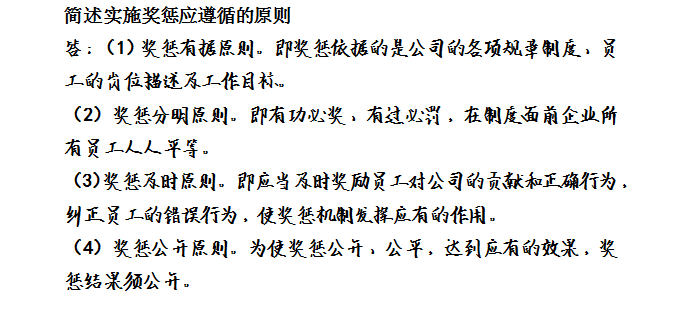 简述实施奖惩应遵循的原则
答：（1）奖惩有据原则。即奖惩依据的是公司的各项规章制度、员
工的岗位描述及工作目标。
（2） 奖惩分明原则。即有功必奖、有过必罚，在制度面前企业所
有员工人人平等。
（3)奖惩及时原则。即应当及时奖励员工对公司的贡献和正确行为，
纠正员工的错误行为，使奖惩机制发挥应有的作用。
（4） 奖惩公开原则。为使奖惩公开、公平，达到应有的效果，奖
惩结果须公开。